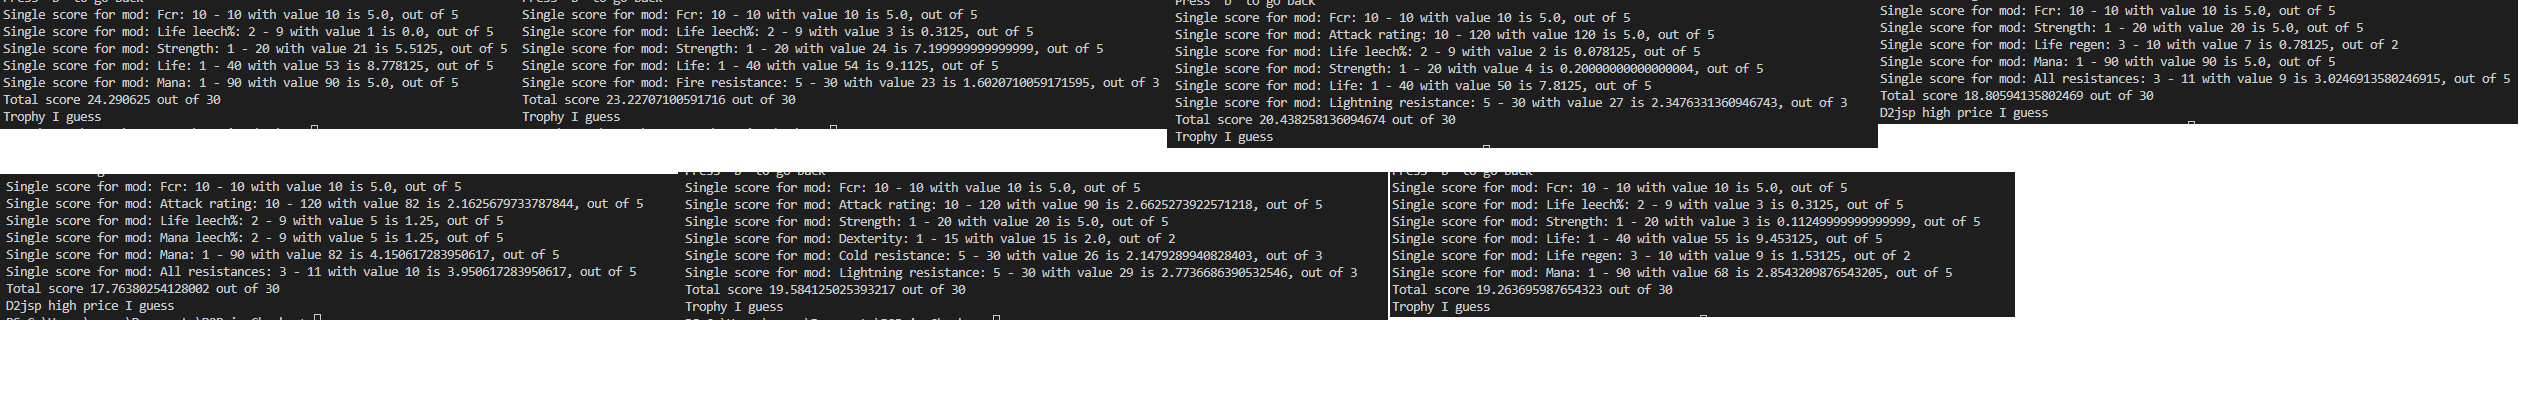 Press "D" to go back
Single score for mod: Fcr: 10 - 10 with value 10 is 5.0, out of 5
Single score for mod: Life leech%: 2 - 9 with value 1 is 0.0, out of 5
Single score for mod: Strength: 1 - 20 with value 21 is 5.5125, out of 5
Single score for mod: Life: 1 - 40 with value 53 is 8.778125, out of 5
Single score for mod: Mana: 1 - 90 with value 90 is 5.0, out of 5
Total score 24.290625 out of 30
Trophy I guess
Single score for mod: Fcr: 10 - 10 with value 10 is 5.0, out of 5
Single score for mod: Life leech%: 2 - 9 with value 3 is 0.3125, out of 5
Single score for mod: Strength: 1 - 20 with value 24 is 7.199999999999999, out of 5
Single score for mod: Life: 1 - 40 with value 54 is 9.1125, out of 5
Single score for mod: Fire resistance: 5 - 30 with value 23 is 1.6020710059171595, out of 3
Total score 23.22707100591716 out of 30
Trophy I guess
Press "D" to go back
Single score for mod: Fcr: 10 - 10 with value 10 is 5.0, out of 5
Single score for mod: Attack rating: 10 - 120 with value 120 is 5.0, out of 5
Single score for mod: Life leech%: 2 - 9 with value 2 is 0.078125, out of 5
Single score for mod: Strength: 1 - 20 with value 4 is 0.20000000000000004, out of 5
Single score for mod: Life: 1 - 40 with value 50 is 7.8125, out of 5
Single score for mod: Lightning resistance: 5 - 30 with value 27 is 2.3476331360946743, out of 3
Total score 20.438258136094674 out of 30
Trophy I guess
Single score for mod: Fcr: 10 - 10 with value 10 is 5.0, out of 5
Single score for mod: Strength: 1 - 20 with value 20 is 5.0, out of 5
Single score for mod: Life regen: 3 - 10 with value 7 is 0.78125, out of 2
Single score for mod: Mana: 1 - 90 with value 90 is 5.0, out of 5
Single score for mod: All resistances: 3 - 11 with value 9 is 3.0246913580246915, out of 5
Total score 18.80594135802469 out of 30
D2jsp high price I guess
Single score for mod: Fcr: 10 - 10 with value 10 is 5.0, out of 5
Single score for mod: Attack rating: 10 - 120 with value 82 is 2.1625679733787844, out of 5
Single score for mod: Life leech%: 2 - 9 with value 5 is 1.25, out of 5
Single score for mod: Mana leech%: 2 - 9 with value 5 is 1.25, out of 5
Single score for mod: Mana: 1 - 90 with value 82 is 4.150617283950617, out of 5
Single score for mod: All resistances: 3 - 11 with value 10 is 3.950617283950617, out of 5
Total score 17.76380254128002 out of 30
D2jsp high price I guess
Single score for mod: Fcr: 10 - 10 with value 10 is 5.0, out of 5
Single score for mod: Attack rating: 10 - 120 with value 90 is 2.6625273922571218, out of 5
Single score for mod: Strength: 1 - 20 with value 20 is 5.0, out of 5
Single score for mod: Dexterity: 1 - 15 with value 15 is 2.0, out of 2
Single score for mod: Cold resistance: 5 - 30 with value 26 is 2.1479289940828403, out of 3
Single score for mod: Lightning resistance: 5 - 30 with value 29 is 2.7736686390532546, out of 3
Total score 19.584125025393217 out of 30
Trophy I guess
Single score for mod: Fcr: 10 - 10 with value 10 is 5.0, out of 5
Single score for mod: Life leech%: 2 - 9 with value 3 is 0.3125, out of 5
Single score for mod: Strength: 1 - 20 with value 3 is 0.11249999999999999, out of 5
Single score for mod: Life: 1 - 40 with value 55 is 9.453125, out of 5
Single score for mod: Life regen: 3 - 10 with value 9 is 1.53125, out of 2
Single score for mod: Mana: 1 - 90 with value 68 is 2.8543209876543205, out of 5
Total score 19.263695987654323 out of 30
Trophy I guess